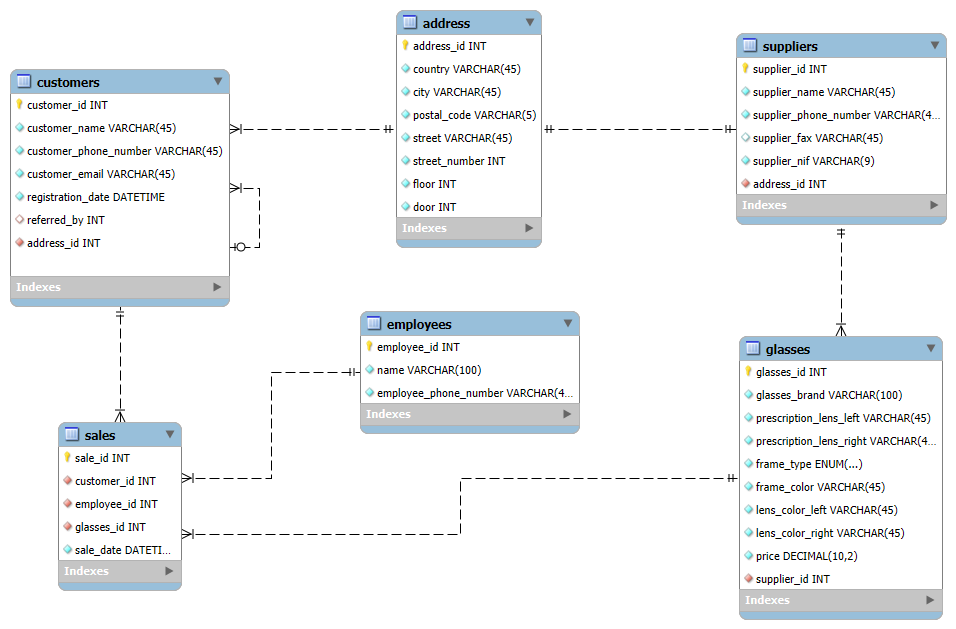 address
address_id INT
country VARCHAR(45)
city VARCHAR(45)
postal_code VARCHAR(5)
street VARCHAR(45)
street_number INT
floor INT
door INT
Indexes
suppliers
supplier_id INT
supplier_name VARCHAR(45)
supplier_phone_number VARCHAR(4...
supplier_fax VARCHAR(45)
supplier_nif VARCHAR(9)
address_id INT
Indexes
customers
customer_id INT
customer_name VARCHAR(45)
customer_phone_number VARCHAR(45)
customer_email VARCHAR(45)
registration_date DATETIME
referred_by INT
address_id INT
Indexes
employees
employee_id INT
name VARCHAR(100)
employee_phone_number VARCHAR(4...
Indexes
glasses
glasses_id INT
glasses_brand VARCHAR(100)
prescription_lens_left VARCHAR(45)
prescription_lens_right VARCHAR(4...
frame_type ENUM(...)
frame_color VARCHAR(45)
lens_color_left VARCHAR(45)
lens_color_right VARCHAR(45)
price DECIMAL(10,2)
supplier_id INT
Indexes
sales
sale_id INT
customer_id INT
employee_id INT
glasses_id INT
sale_date DATETI...
Indexes